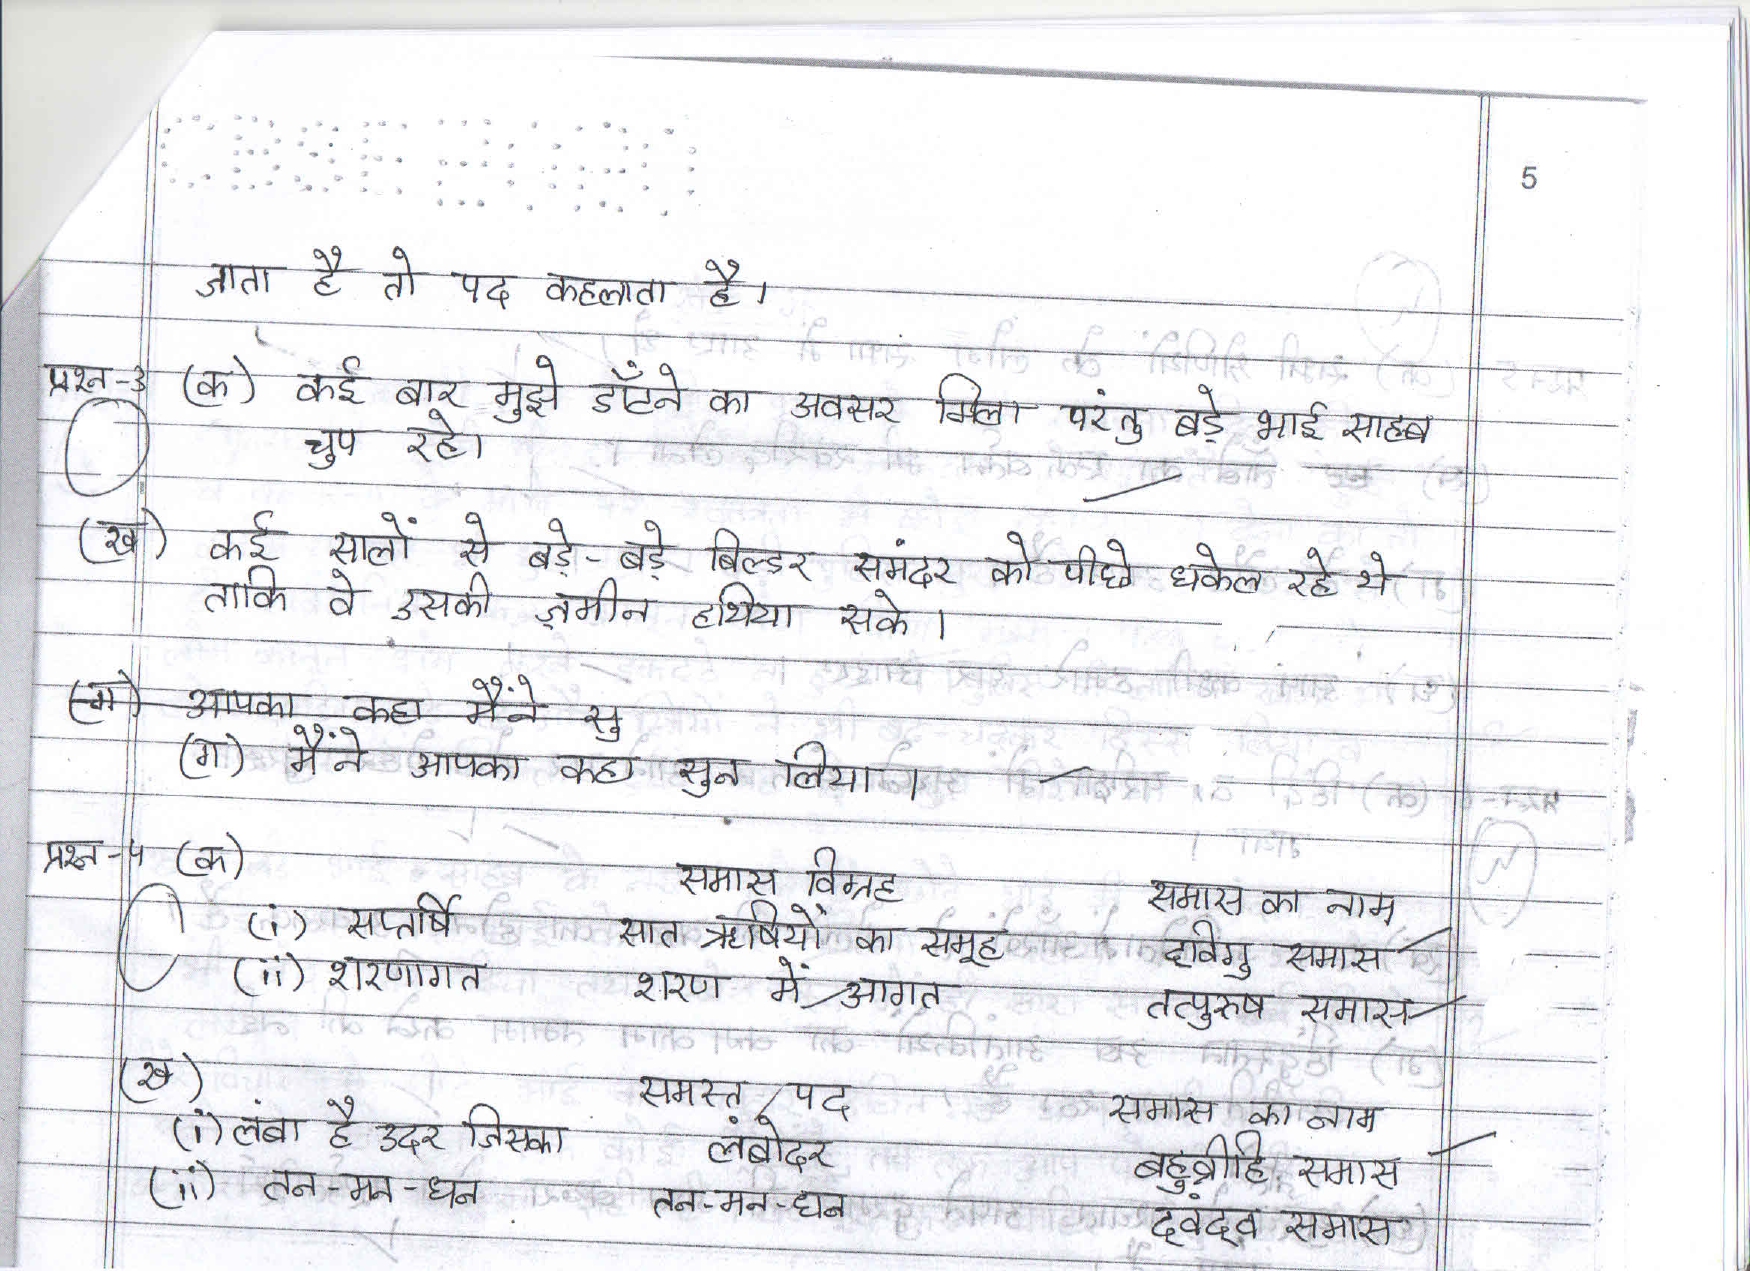 5
जाता है तो पद कहलाता है।
प्रश्न-3 (क) कई बार मुझे डाँटने का अवसर मिला परंतु बड़े भाई साहब
चुप रहे।
(ख) कई सालों से बड़े-बड़े बिल्डर समंदर को पीछे धकेल रहे थे
ताकि वे उसकी ज़मीन हथिया सके।
(ग) आपका कहा मैंने सु
(ग) मैंने आपका कहा सुन लिया।
प्रश्न-4 (क)
समास विग्रह समास का नाम
(i) सप्तर्षि सात ऋषियों का समूह द्विगु समास
(ii) शरणागत शरण में आगत तत्पुरुष समास
(ख)
समस्त पद समास का नाम
(i) लंबा है उदर जिसका लंबोदर बहुव्रीहि समास
(ii) तन-मन-धन तन-मन-धन द्वंद्व समास